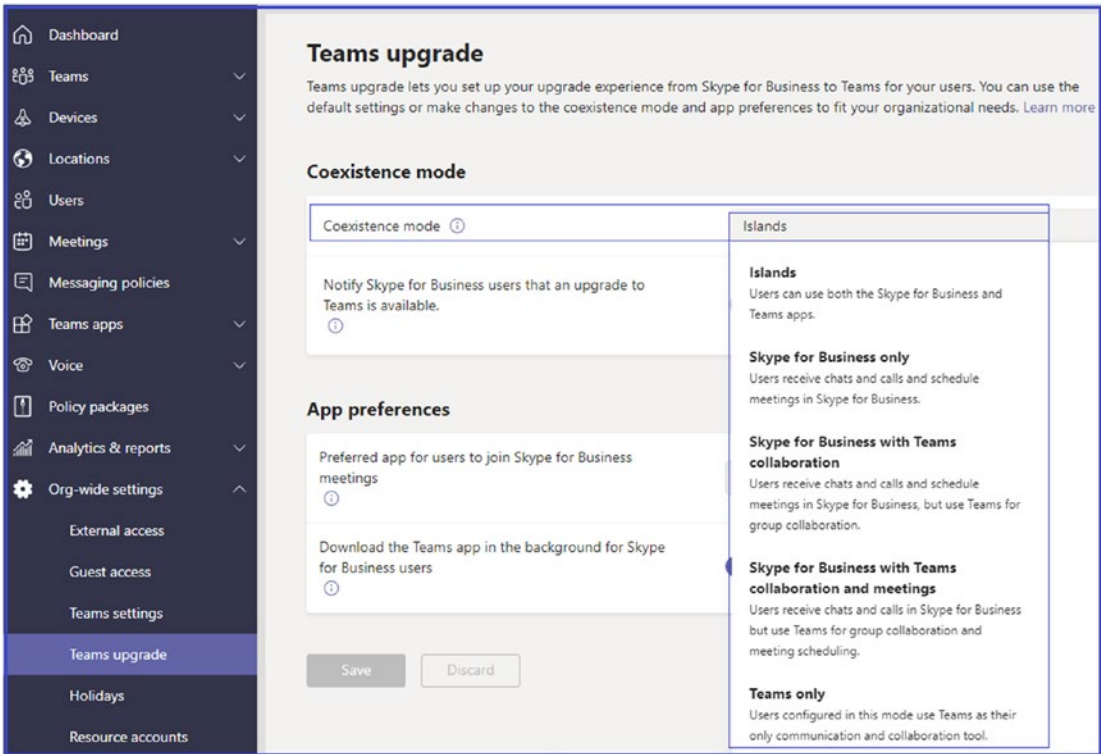 Dashboard
Teams
Devices
Locations
Users
Meetings
Messaging policies
Teams apps
Voice
Policy packages
Analytics & reports
Org-wide settings
External access
Guest access
Teams settings
Teams upgrade
Holidays
Resource accounts
Teams upgrade
Teams upgrade lets you set up your upgrade experience from Skype for Business to Teams for your users. You can use the
default settings or make changes to the coexistence mode and app preferences to fit your organizational needs. Learn more
Coexistence mode
Coexistence mode
Notify Skype for Business users that an upgrade to
Teams is available.
App preferences
Preferred app for users to join Skype for Business
meetings
Download the Teams app in the background for Skype
for Business users
Save Discard
Islands
Islands
Users can use both the Skype for Business and
Teams apps.
Skype for Business only
Users receive chats and calls and schedule
meetings in Skype for Business.
Skype for Business with Teams
collaboration
Users receive chats and calls and schedule
meetings in Skype for Business, but use Teams for
group collaboration.
Skype for Business with Teams
collaboration and meetings
Users receive chats and calls in Skype for Business
but use Teams for group collaboration and
meeting scheduling.
Teams only
Users configured in this mode use Teams as their
only communication and collaboration tool.